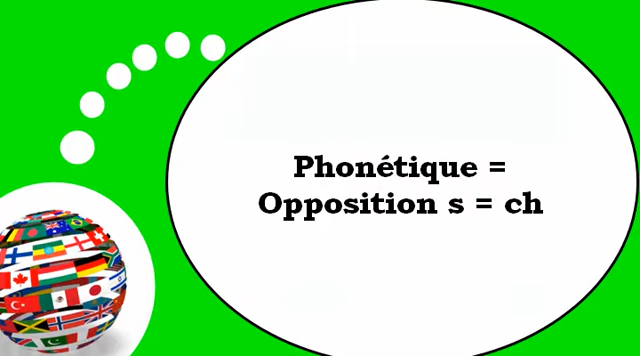 Phonétique =
Opposition s = ch